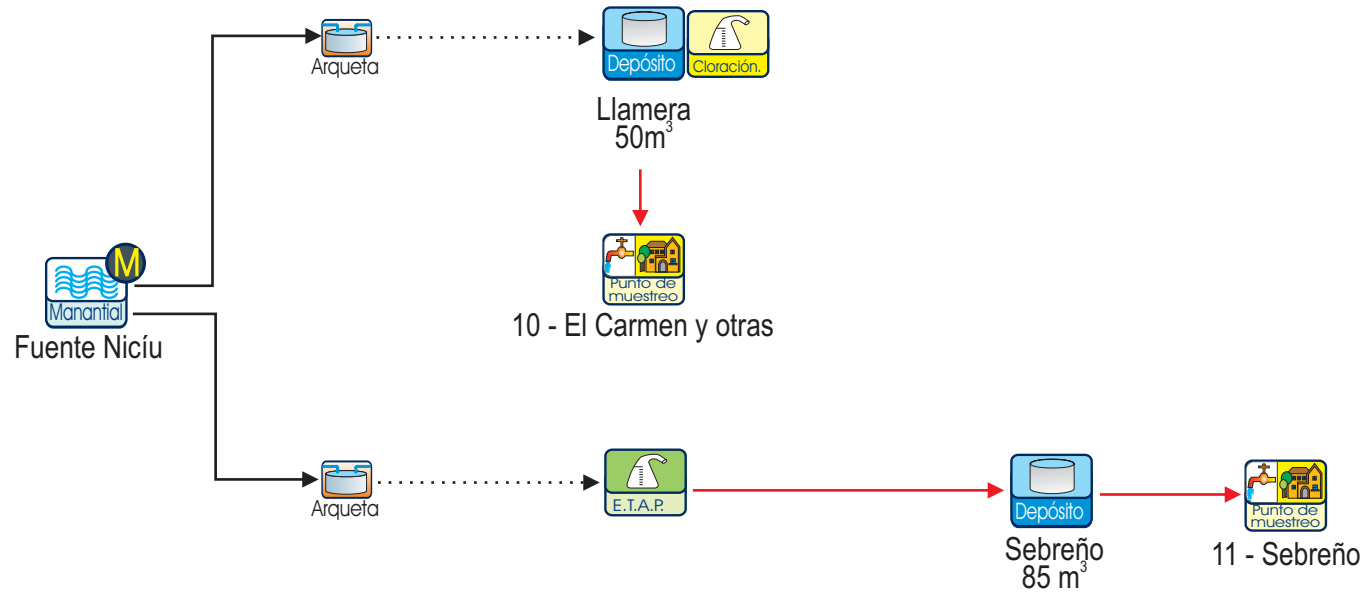 Arqueta
Depósito
Cloración.
Llamera
50m³
M
Manantial
Fuente Nicíu
Punto de
muestreo
10 - El Carmen y otras
Arqueta
E.T.A.P.
Depósito
Sebreño
85 m³
Punto de
muestreo
11 - Sebreño